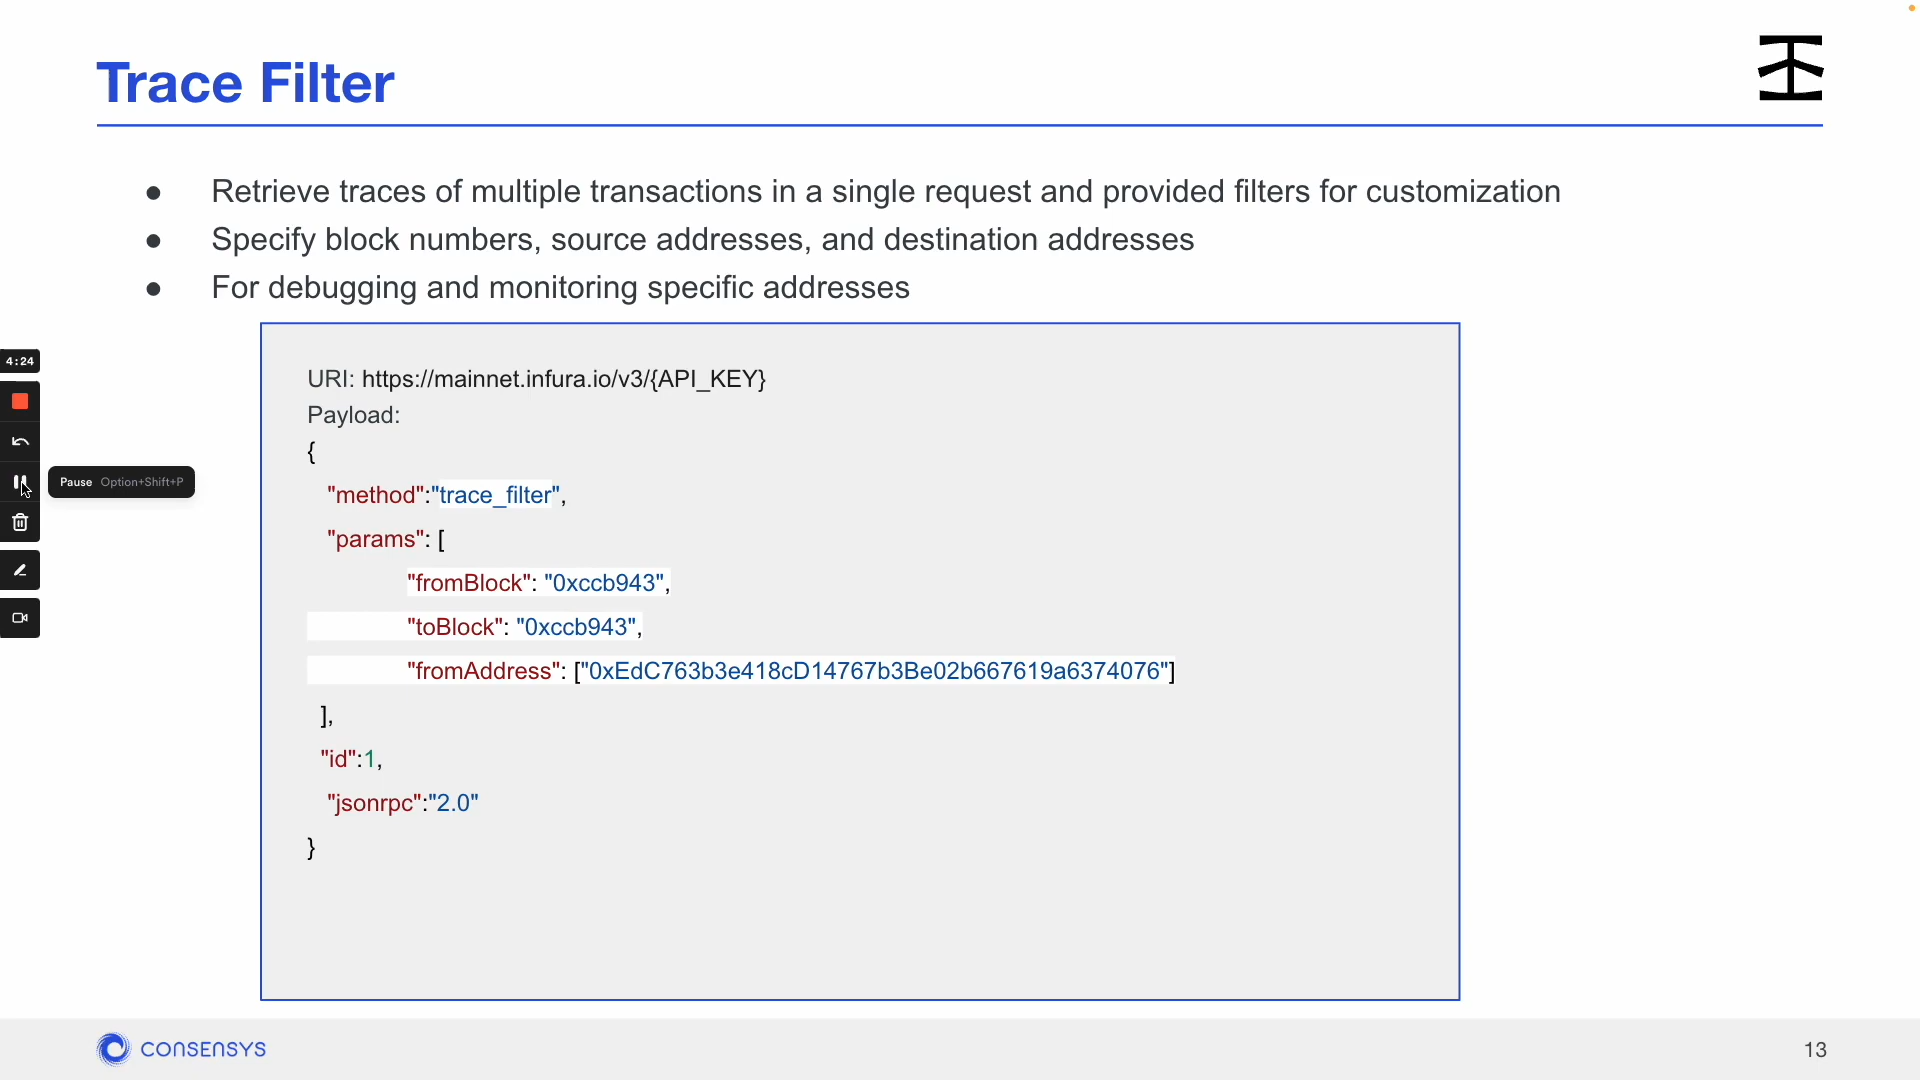 Trace Filter
● Retrieve traces of multiple transactions in a single request and provided filters for customization
● Specify block numbers, source addresses, and destination addresses
● For debugging and monitoring specific addresses
4:24
Pause Option+Shift+P
URI: https://mainnet.infura.io/v3/{API_KEY}
Payload:
{
"method":"trace_filter",
"params": [
"fromBlock": "0xccb943",
"toBlock": "0xccb943",
"fromAddress": ["0xEdC763b3e418cD14767b3Be02b667619a6374076"]
],
"id":1,
"jsonrpc":"2.0"
}
CONSENSYS
13